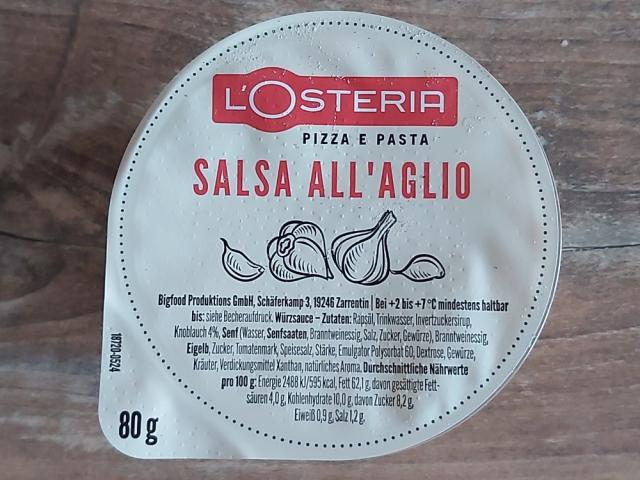 L'OSTERIA
PIZZA E PASTA
SALSA ALL'AGLIO
Bigfood Produktions GmbH, Schäferkamp 3, 19246 Zarrentin | Bei +2 bis +7 °C mindestens haltbar
bis: siehe Becheraufdruck. Würzsauce – Zutaten: Rapsöl, Trinkwasser, Invertzuckersirup,
Knoblauch 4%, Senf (Wasser, Senfsaaten, Branntweinessig, Salz, Zucker, Gewürze), Branntweinessig,
Eigelb, Zucker, Tomatenmark, Speisesalz, Stärke, Emulgator Polysorbat 60, Dextrose, Gewürze,
Kräuter, Verdickungsmittel Xanthan, natürliches Aroma. Durchschnittliche Nährwerte
pro 100 g: Energie 2488 kJ/595 kcal, Fett 62,1 g, davon gesättigte Fett-
säuren 4,0 g, Kohlenhydrate 10,0 g, davon Zucker 8,2 g,
Eiweiß 0,9 g, Salz 1,2 g,
18720-0524
80 g